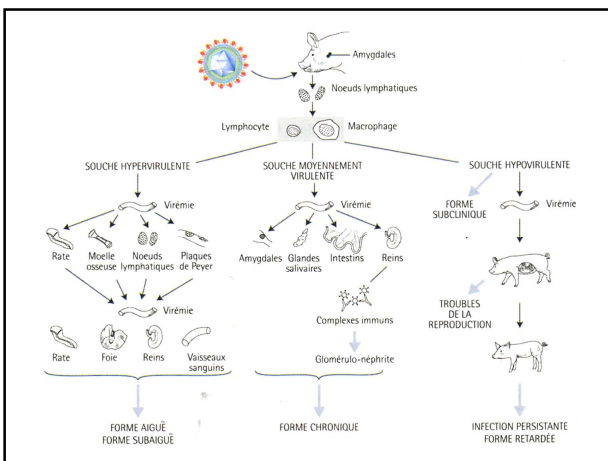 Amygdales
Noeuds lymphatiques
Lymphocyte
Macrophage
SOUCHE HYPERVIRULENTE
SOUCHE MOYENNEMENT
VIRULENTE
SOUCHE HYPOVIRULENTE
Virémie
Rate
Moelle
osseuse
Noeuds
lymphatiques
Plaques
de Peyer
Virémie
Rate
Foie
Reins
Vaisseaux
sanguins
FORME AIGUË
FORME SUBAIGUË
Virémie
Amygdales
Glandes
salivaires
Intestins
Reins
Complexes immuns
Glomérulo-néphrite
FORME CHRONIQUE
FORME
SUBCLINIQUE
Virémie
TROUBLES
DE LA
REPRODUCTION
INFECTION PERSISTANTE
FORME RETARDÉE